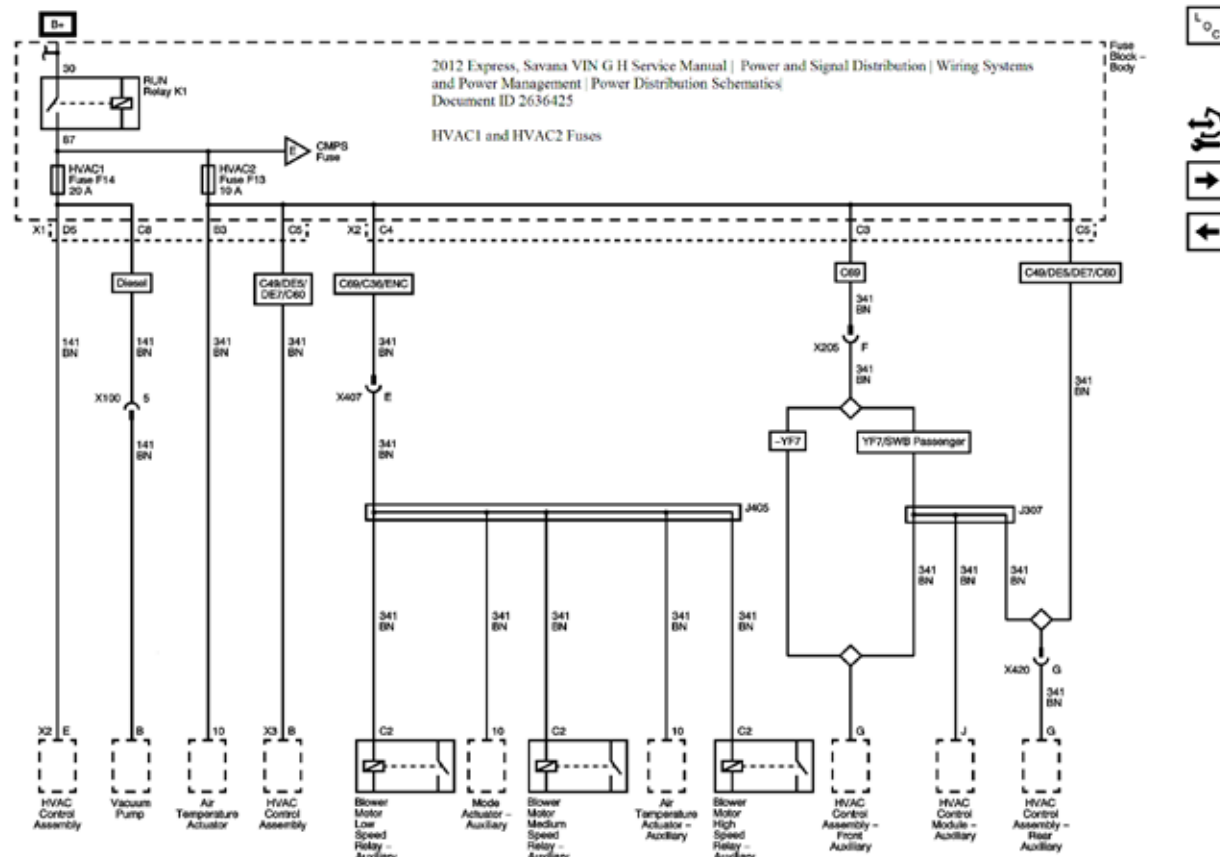 B+
Loc
Fuse
Block –
Body
2012 Express, Savana VIN G H Service Manual | Power and Signal Distribution | Wiring Systems
and Power Management | Power Distribution Schematics|
Document ID 2636425
HVAC1 and HVAC2 Fuses
30
RUN
Relay K1
87
E
CMPS
Fuse
HVAC1
Fuse F14
20 A
HVAC2
Fuse F13
10 A
X1 D5 C8 B3 C5 X2 C4 C3 C5
Diesel
C49/DE5/
DE7/C60
C69/C36/ENC
C69
C49/DE5/DE7/C60
341
BN
141
BN
141
BN
341
BN
341
BN
341
BN
X205 F
341
BN
341
BN
X100 5
X407 E
141
BN
341
BN
–YF7
YF7/SWB Passenger
J405
J307
341
BN
341
BN
341
BN
341
BN
341
BN
341
BN
341
BN
341
BN
X420 G
341
BN
X2 E B 10 X3 B C2 10 C2 10 C2 G J G
HVAC
Control
Assembly
Vacuum
Pump
Air
Temperature
Actuator
HVAC
Control
Assembly
Blower
Motor
Low
Speed
Relay –
Auxiliary
Mode
Actuator –
Auxiliary
Blower
Motor
Medium
Speed
Relay –
Auxiliary
Air
Temperature
Actuator –
Auxiliary
Blower
Motor
High
Speed
Relay –
Auxiliary
HVAC
Control
Assembly –
Front
Auxiliary
HVAC
Control
Module –
Auxiliary
HVAC
Control
Assembly –
Rear
Auxiliary